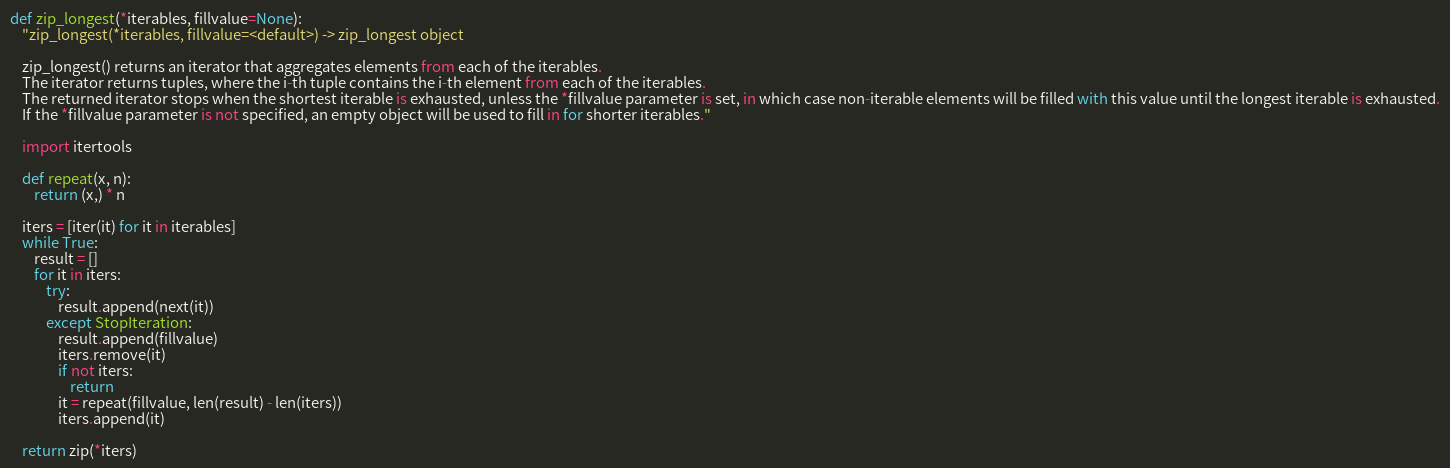 def zip_longest(*iterables, fillvalue=None):
"zip_longest(*iterables, fillvalue=<default>) -> zip_longest object
zip_longest() returns an iterator that aggregates elements from each of the iterables.
The iterator returns tuples, where the i-th tuple contains the i-th element from each of the iterables.
The returned iterator stops when the shortest iterable is exhausted, unless the *fillvalue parameter is set, in which case non-iterable elements will be filled with this value until the longest iterable is exhausted.
If the *fillvalue parameter is not specified, an empty object will be used to fill in for shorter iterables."
import itertools
def repeat(x, n):
return (x,) * n
iters = [iter(it) for it in iterables]
while True:
result = []
for it in iters:
try:
result.append(next(it))
except StopIteration:
result.append(fillvalue)
iters.remove(it)
if not iters:
return
it = repeat(fillvalue, len(result) - len(iters))
iters.append(it)
return zip(*iters)